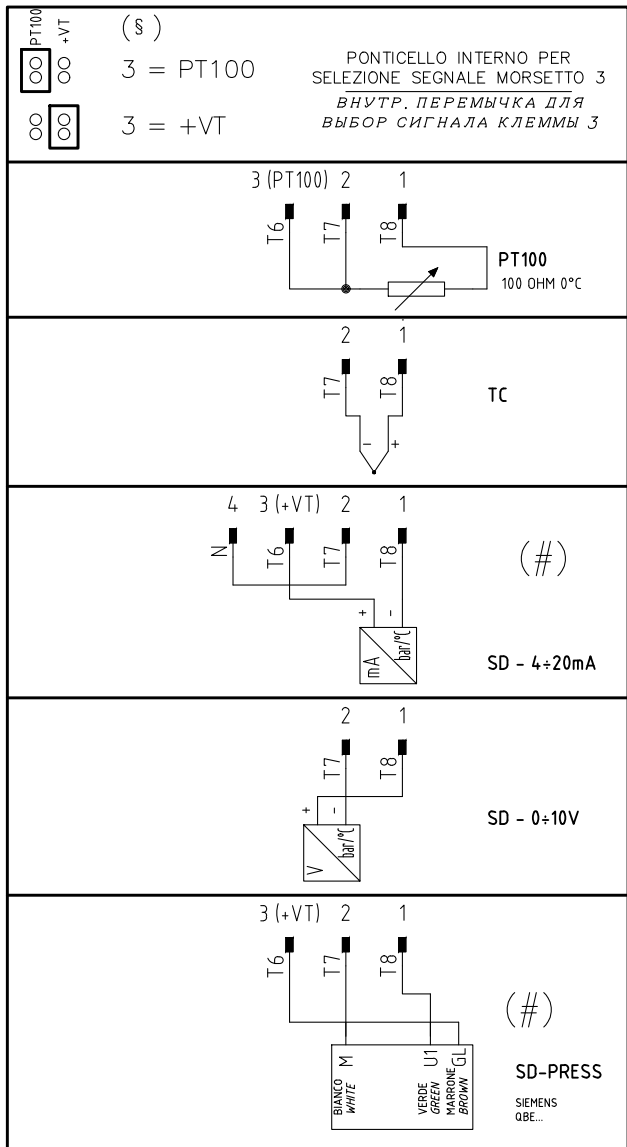 PT100
+VT
(§)
3 = PT100
3 = +VT
PONTICELLO INTERNO PER
SELEZIONE SEGNALE MORSETTO 3
ВНУТР. ПЕРЕМЫЧКА ДЛЯ
ВЫБОР СИГНАЛА КЛЕММЫ 3
3 (PT100) 2 1
T6 T7 T8
PT100
100 OHM 0°C
2 1
T7 T8
TC
- +
4 3 (+VT) 2 1
N T6 T7 T8
(#)
+ -
mA bar/°C
SD - 4÷20mA
2 1
T7 T8
+ -
V bar/°C
SD - 0÷10V
3 (+VT) 2 1
T6 T7 T8
(#)
M U1 GL
BIANCO
WHITE
VERDE
GREEN
MARRONE
BROWN
SD-PRESS
SIEMENS
QBE...